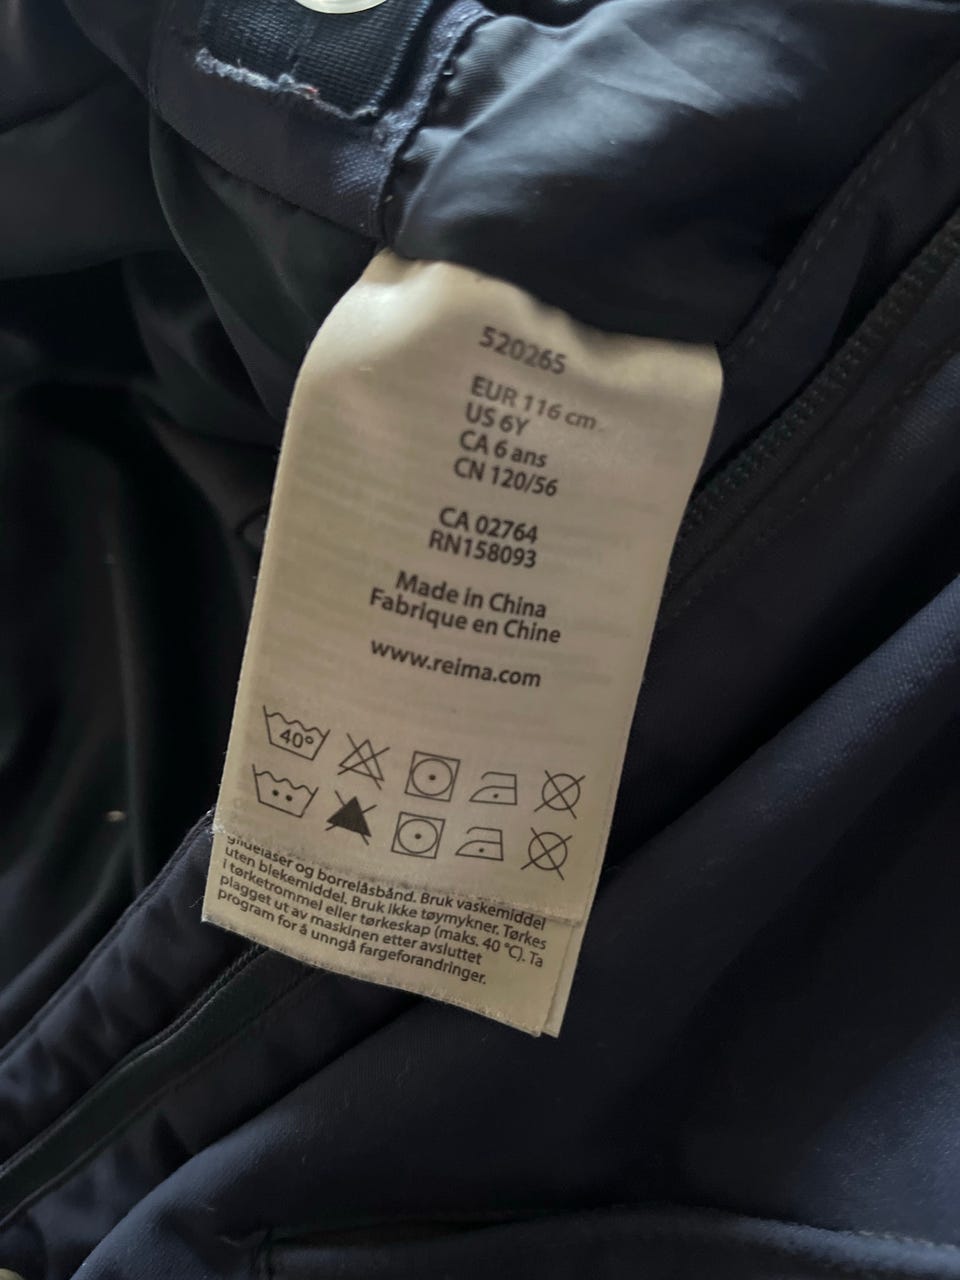 520265
EUR 116 cm
US 6Y
CA 6 ans
CN 120/56
CA 02764
RN158093
Made in China
Fabrique en Chine
www.reima.com
40°
glidelåser og borrelåsbånd. Bruk vaskemiddel
uten blekemiddel. Bruk ikke tøymykner. Tørkes
i tørketrommel eller tørkeskap (maks. 40 °C). Ta
plagget ut av maskinen etter avsluttet
program for å unngå fargeforandringer.